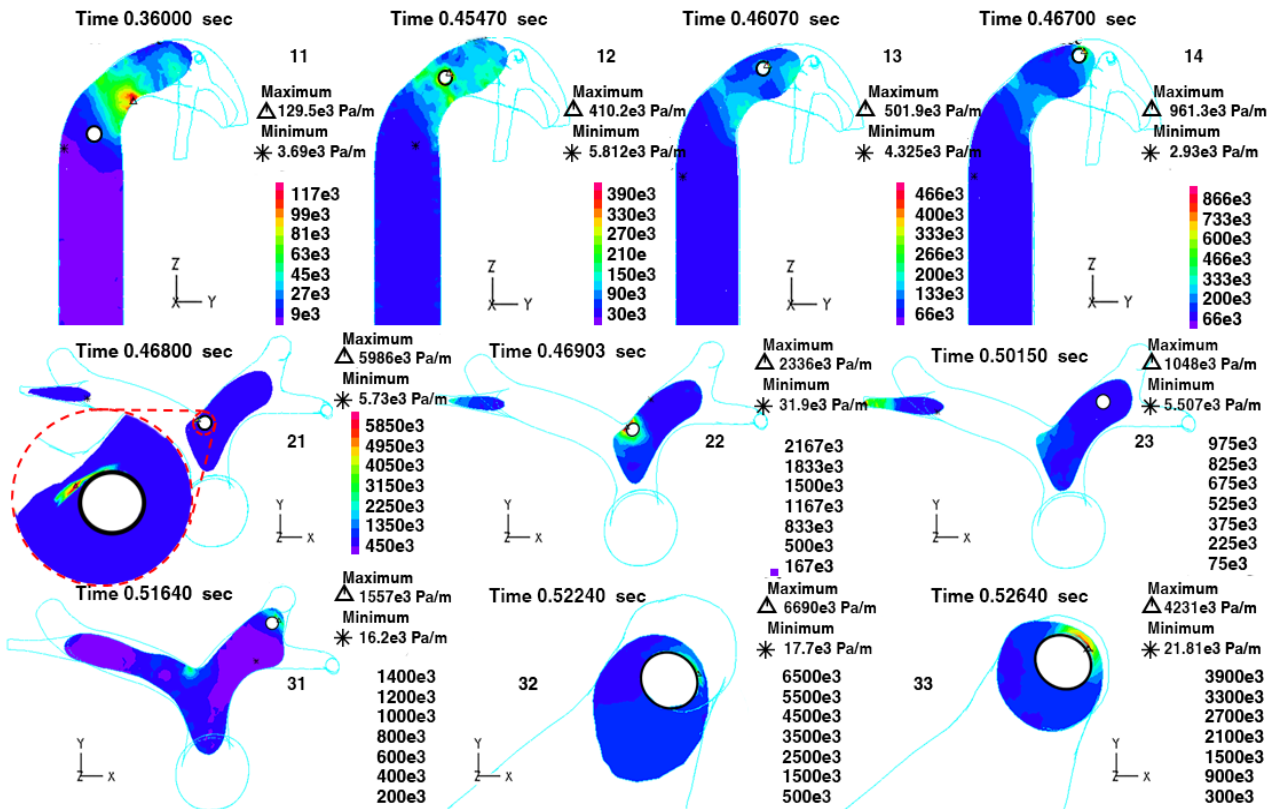 Time 0.36000 sec
11
Maximum
129.5e3 Pa/m
Minimum
3.69e3 Pa/m
117e3
99e3
81e3
63e3
45e3
27e3
9e3
Z
X Y
Time 0.45470 sec
12
Maximum
410.2e3 Pa/m
Minimum
5.812e3 Pa/m
390e3
330e3
270e3
210e
150e3
90e3
30e3
Z
X Y
Time 0.46070 sec
13
Maximum
501.9e3 Pa/m
Minimum
4.325e3 Pa/m
466e3
400e3
333e3
266e3
200e3
133e3
66e3
Z
X Y
Time 0.46700 sec
14
Maximum
961.3e3 Pa/m
Minimum
2.93e3 Pa/m
866e3
733e3
600e3
466e3
333e3
200e3
66e3
Z
X Y
Time 0.46800 sec
21
Maximum
5986e3 Pa/m
Minimum
5.73e3 Pa/m
5850e3
4950e3
4050e3
3150e3
2250e3
1350e3
450e3
Y
Z X
Time 0.46903 sec
22
Maximum
2336e3 Pa/m
Minimum
31.9e3 Pa/m
2167e3
1833e3
1500e3
1167e3
833e3
500e3
167e3
Y
Z X
Time 0.50150 sec
23
Maximum
1048e3 Pa/m
Minimum
5.507e3 Pa/m
975e3
825e3
675e3
525e3
375e3
225e3
75e3
Y
Z X
Time 0.51640 sec
31
Maximum
1557e3 Pa/m
Minimum
16.2e3 Pa/m
1400e3
1200e3
1000e3
800e3
600e3
400e3
200e3
Y
Z X
Time 0.52240 sec
32
Maximum
6690e3 Pa/m
Minimum
17.7e3 Pa/m
6500e3
5500e3
4500e3
3500e3
2500e3
1500e3
500e3
Y
Z X
Time 0.52640 sec
33
Maximum
4231e3 Pa/m
Minimum
21.81e3 Pa/m
3900e3
3300e3
2700e3
2100e3
1500e3
900e3
300e3
Y
Z X